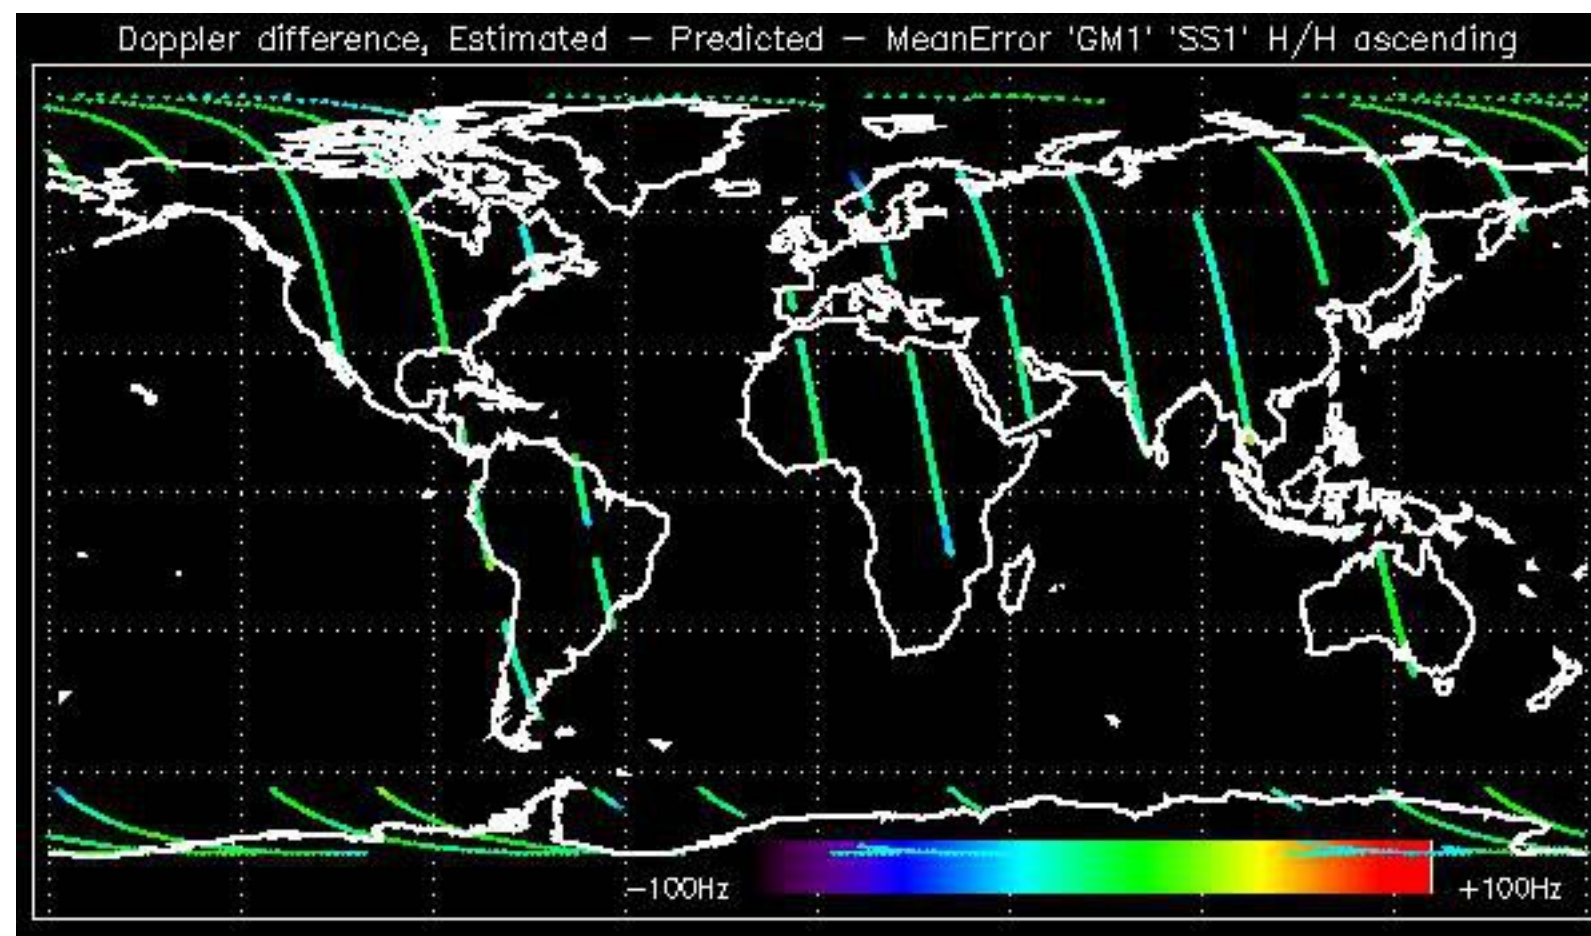 Doppler difference, Estimated – Predicted – MeanError 'GM1' 'SS1' H/H ascending
–100Hz
+100Hz